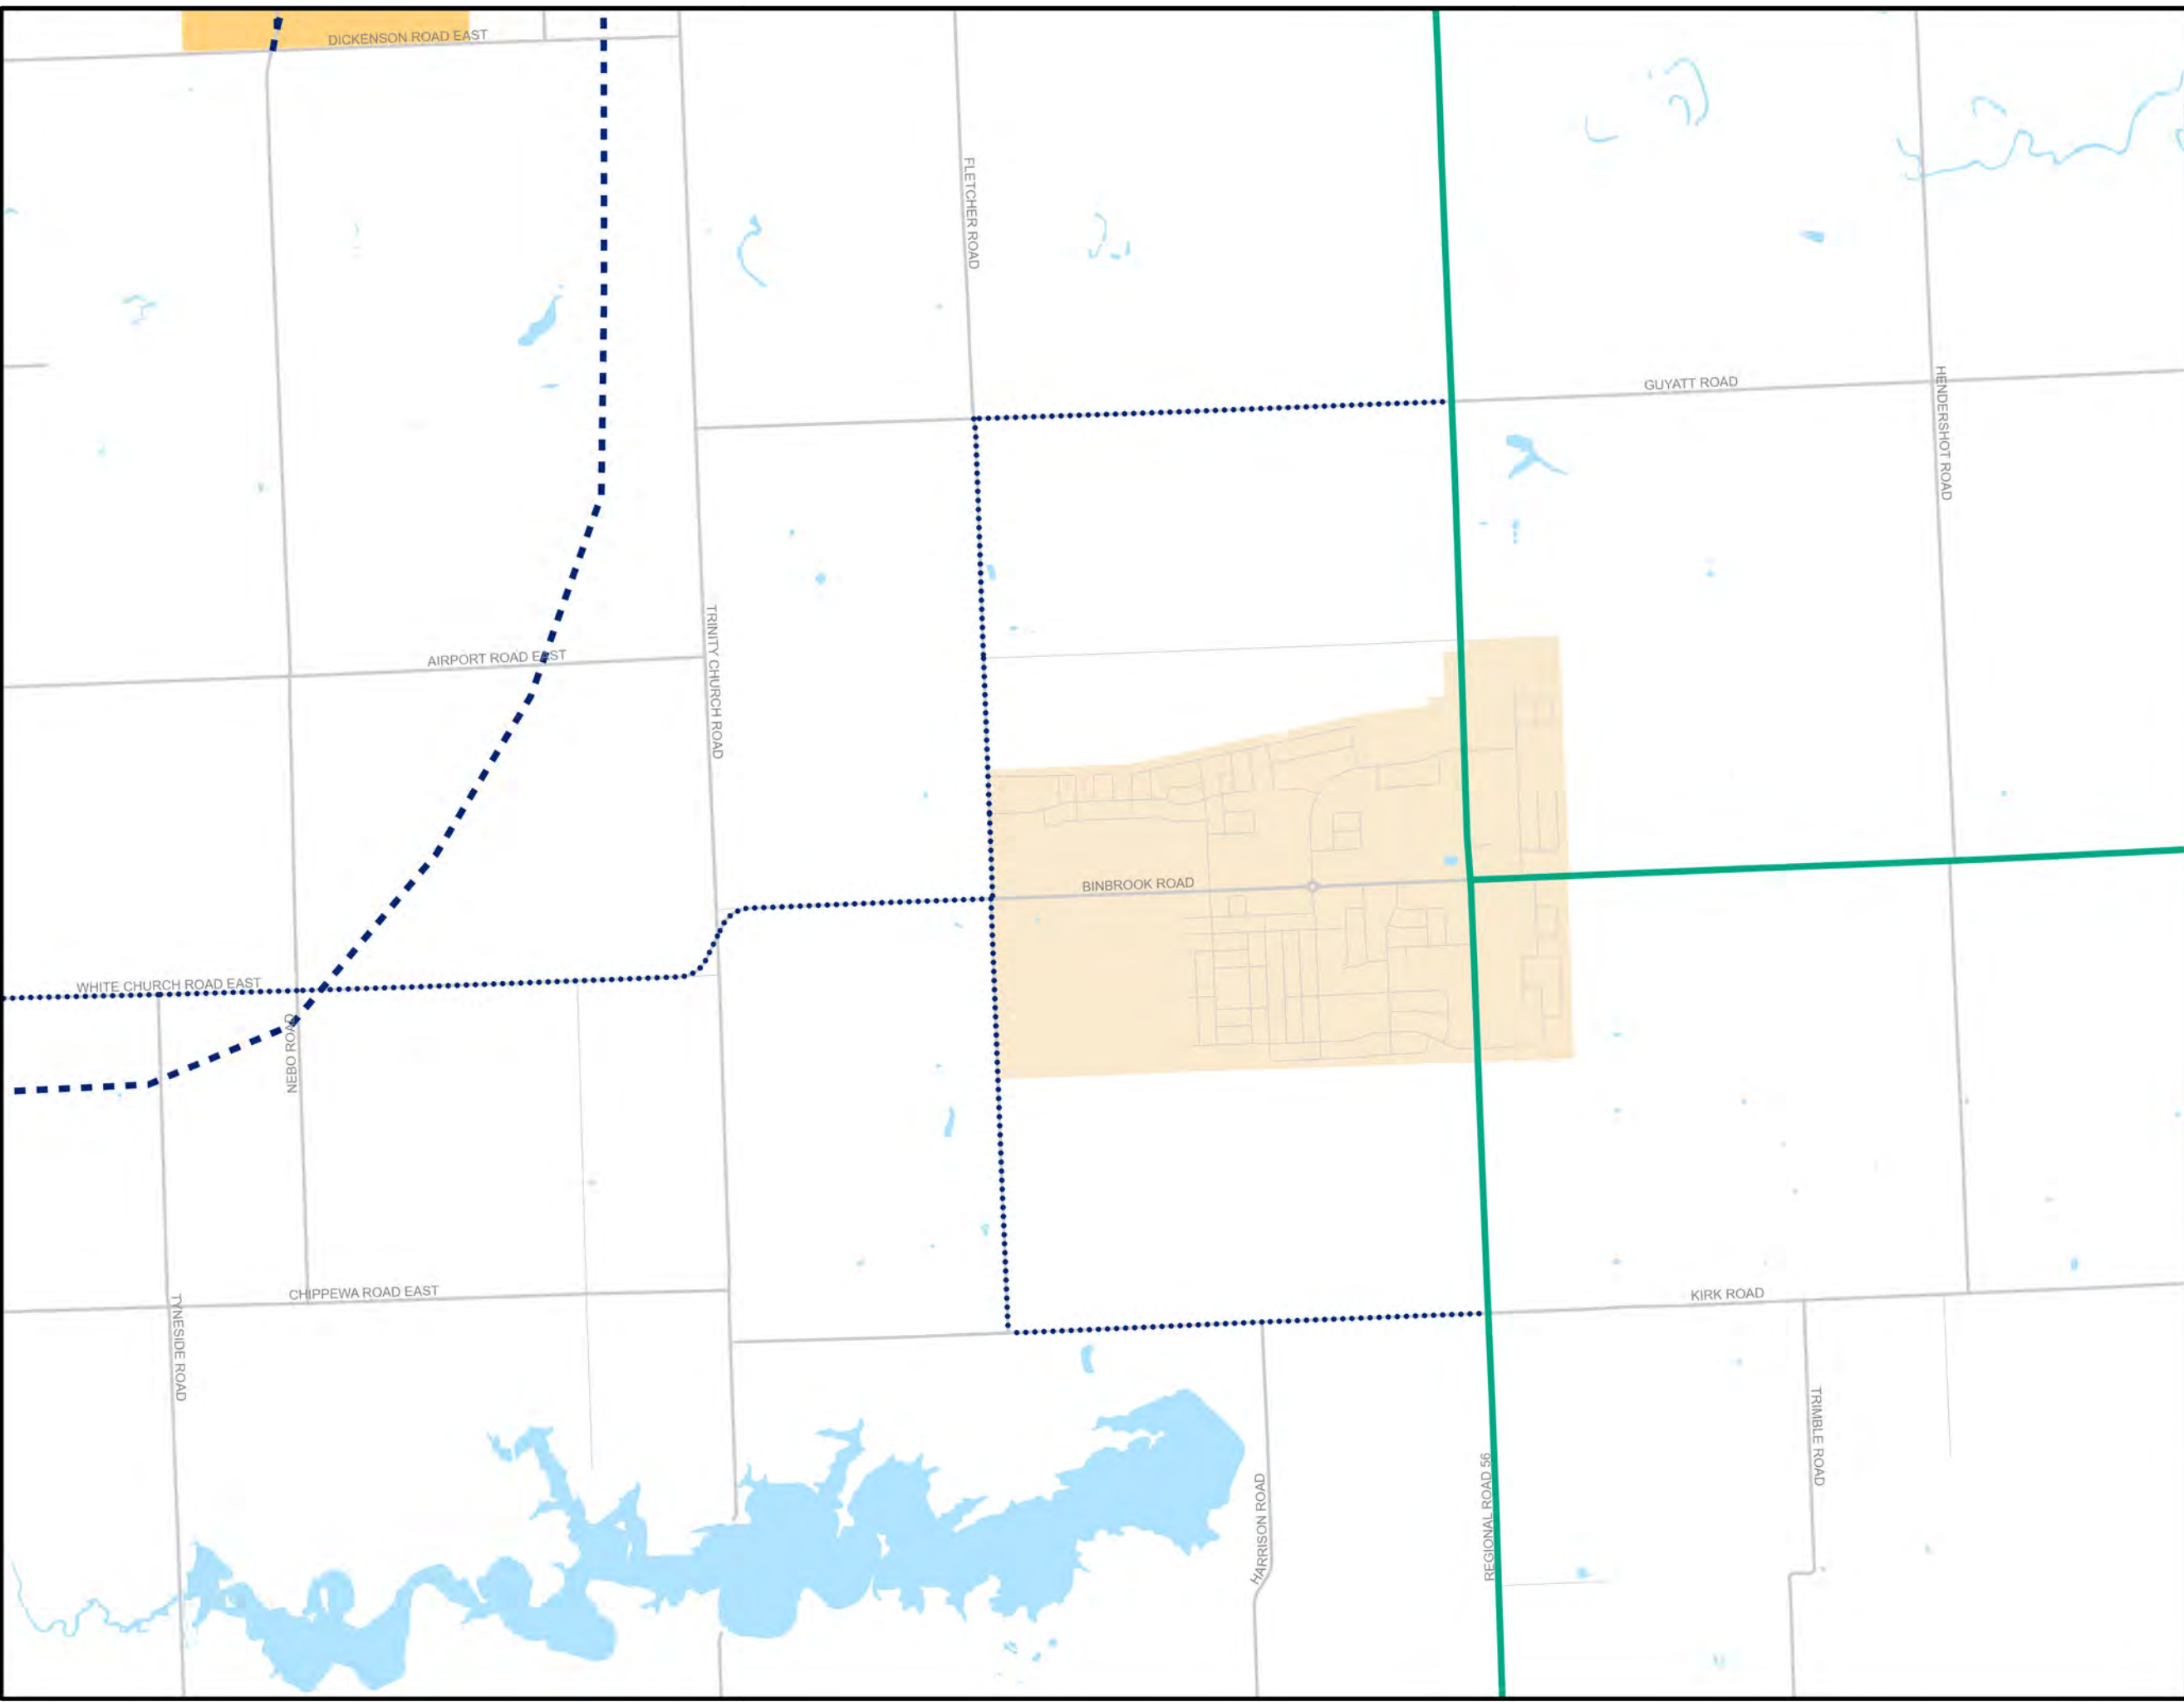 DICKENSON ROAD EAST
FLETCHER ROAD
GUYATT ROAD
HENDERSHOT ROAD
TRINITY CHURCH ROAD
AIRPORT ROAD EAST
BINBROOK ROAD
WHITE CHURCH ROAD EAST
NEBO ROAD
CHIPPEWA ROAD EAST
KIRK ROAD
TYNESIDE ROAD
TRIMBLE ROAD
HARRISON ROAD
REGIONAL ROAD 56